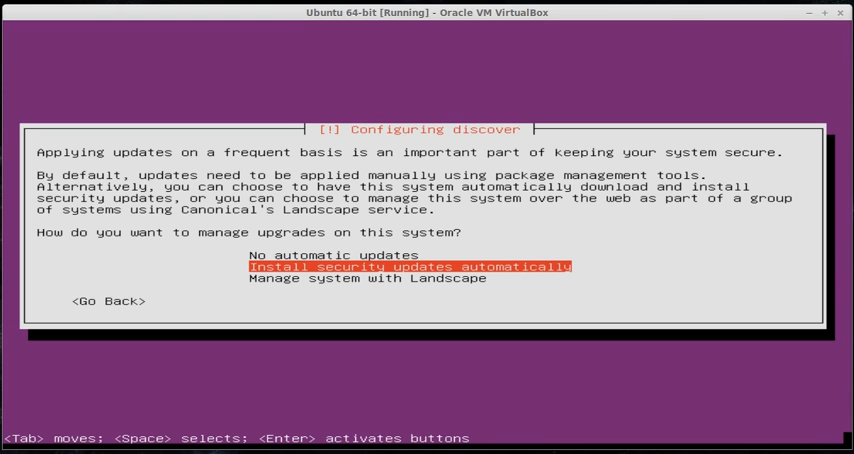 Ubuntu 64-bit [Running] - Oracle VM VirtualBox
[!] Configuring discover
Applying updates on a frequent basis is an important part of keeping your system secure.
By default, updates need to be applied manually using package management tools.
Alternatively, you can choose to have this system automatically download and install
security updates, or you can choose to manage this system over the web as part of a group
of systems using Canonical's Landscape service.
How do you want to manage upgrades on this system?
No automatic updates
Install security updates automatically
Manage system with Landscape
<Go Back>
<Tab> moves; <Space> selects; <Enter> activates buttons